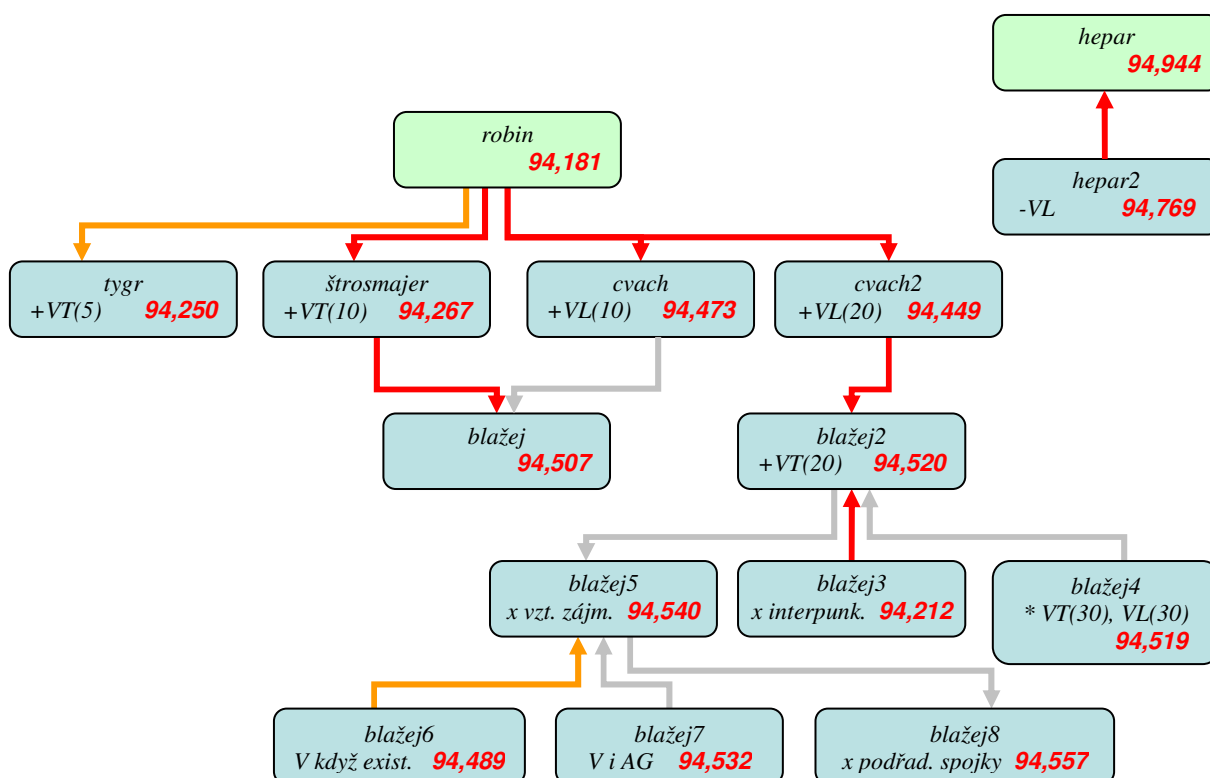 hepar
94,944
robin
94,181
hepar2
-VL 94,769
tygr
+VT(5) 94,250
štrosmajer
+VT(10) 94,267
cvach
+VL(10) 94,473
cvach2
+VL(20) 94,449
blažej
94,507
blažej2
+VT(20) 94,520
blažej5
x vzt. zájm. 94,540
blažej3
x interpunk. 94,212
blažej4
* VT(30), VL(30)
94,519
blažej6
V když exist. 94,489
blažej7
V i AG 94,532
blažej8
x podřad. spojky 94,557